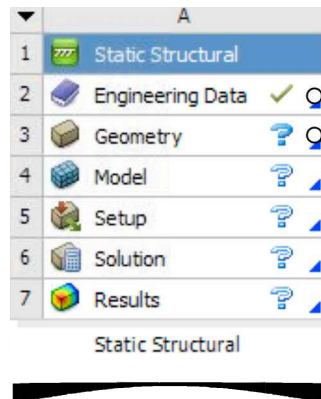 A
1 Static Structural
2 Engineering Data
3 Geometry
4 Model
5 Setup
6 Solution
7 Results
Static Structural